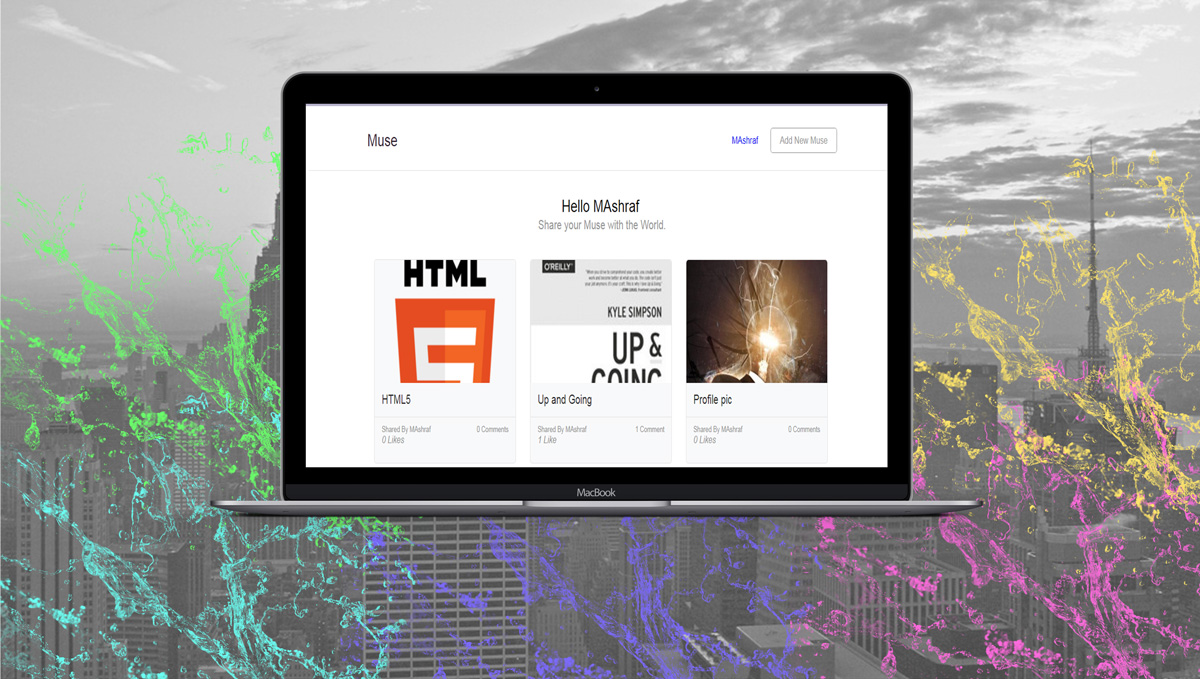 Muse
MAshraf
Add New Muse
Hello MAshraf
Share your Muse with the World.
HTML
O'REILLY
KYLE SIMPSON
UP &
GOING
HTML5
Up and Going
Profile pic
Shared By MAshraf
0 Comments
0 Likes
Shared By MAshraf
1 Comment
1 Like
Shared By MAshraf
0 Comments
0 Likes
MacBook